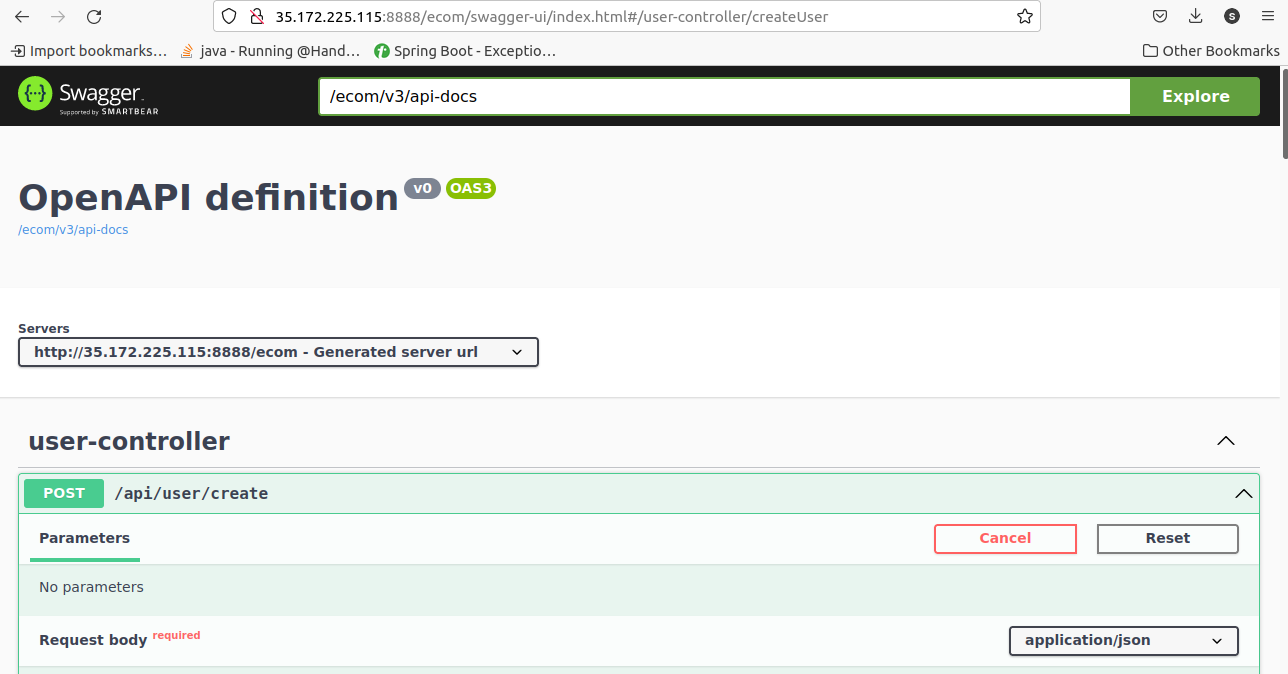 35.172.225.115:8888/ecom/swagger-ui/index.html#/user-controller/createUser
S
Import bookmarks... java - Running @Hand... Spring Boot - Exceptio... Other Bookmarks
{··} Swagger
Supported by SMARTBEAR
/ecom/v3/api-docs Explore
OpenAPI definition v0 OAS3
/ecom/v3/api-docs
Servers
http://35.172.225.115:8888/ecom - Generated server url
user-controller
POST /api/user/create
Parameters Cancel Reset
No parameters
Request body required application/json